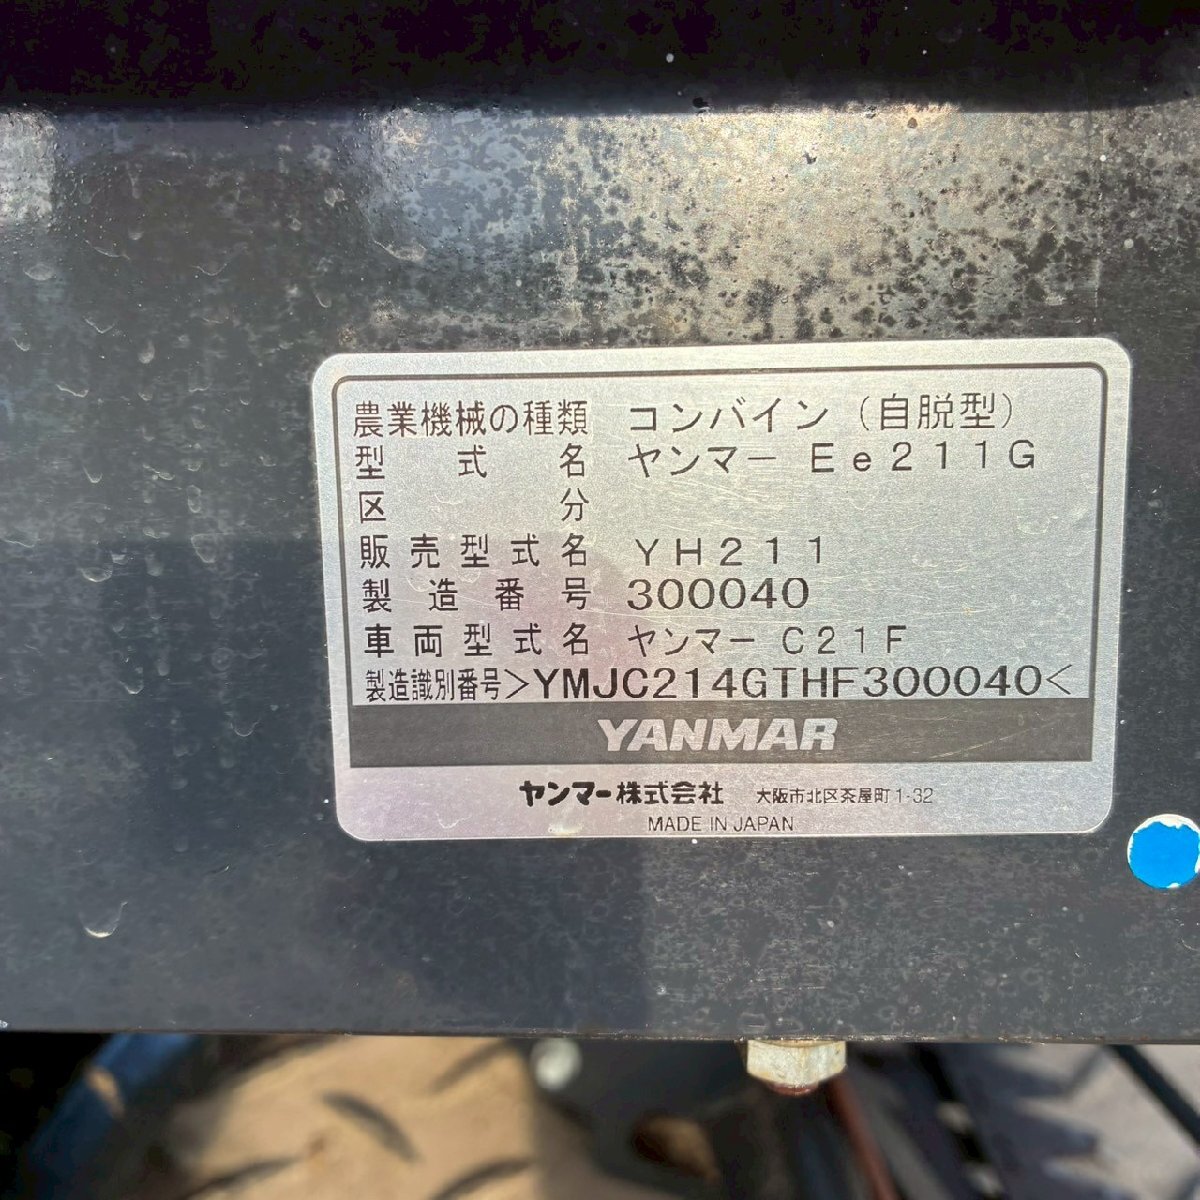 農業機械の種類 コンバイン（自脱型）
型式名 ヤンマー Ee211G
区分
販売型式名 YH211
製造番号 300040
車両型式名 ヤンマー C21F
製造識別番号>YMJC214GTHF300040<
YANMAR
ヤンマー株式会社 大阪市北区茶屋町1-32
MADE IN JAPAN